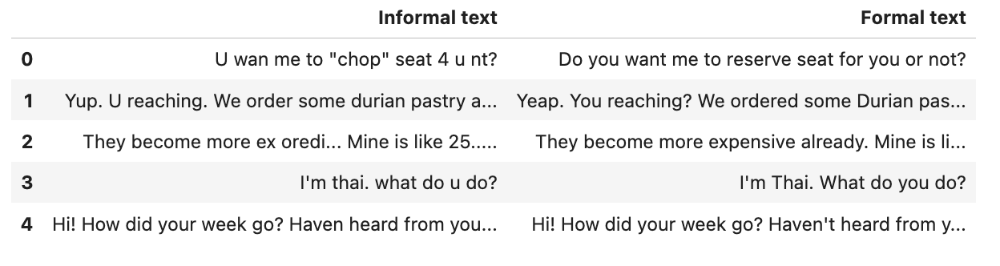 Informal text Formal text
0 U wan me to "chop" seat 4 u nt? Do you want me to reserve seat for you or not?
1 Yup. U reaching. We order some durian pastry a... Yeap. You reaching? We ordered some Durian pas...
2 They become more ex oredi... Mine is like 25..... They become more expensive already. Mine is li...
3 I'm thai. what do u do? I'm Thai. What do you do?
4 Hi! How did your week go? Haven heard from you... Hi! How did your week go? Haven't heard from y...